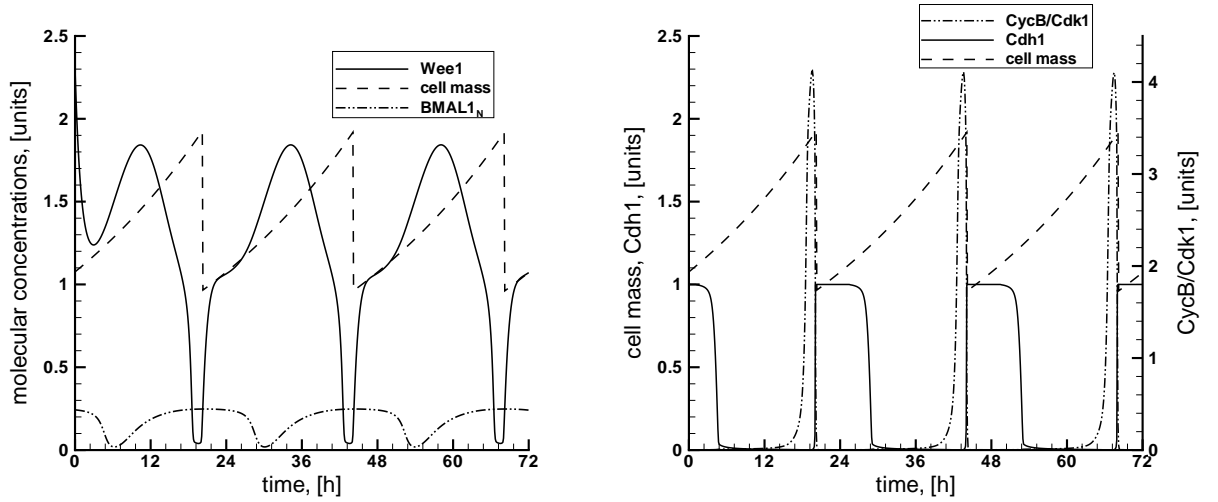 Wee1
cell mass
BMAL1N
molecular concentrations, [units]
2.5
2
1.5
1
0.5
0
0
12
24
36
48
60
72
time, [h]
CycB/Cdk1
Cdh1
cell mass
cell mass, Cdh1, [units]
2.5
2
1.5
1
0.5
0
0
12
24
36
48
60
72
time, [h]
4
3
2
1
0
CycB/Cdk1, [units]